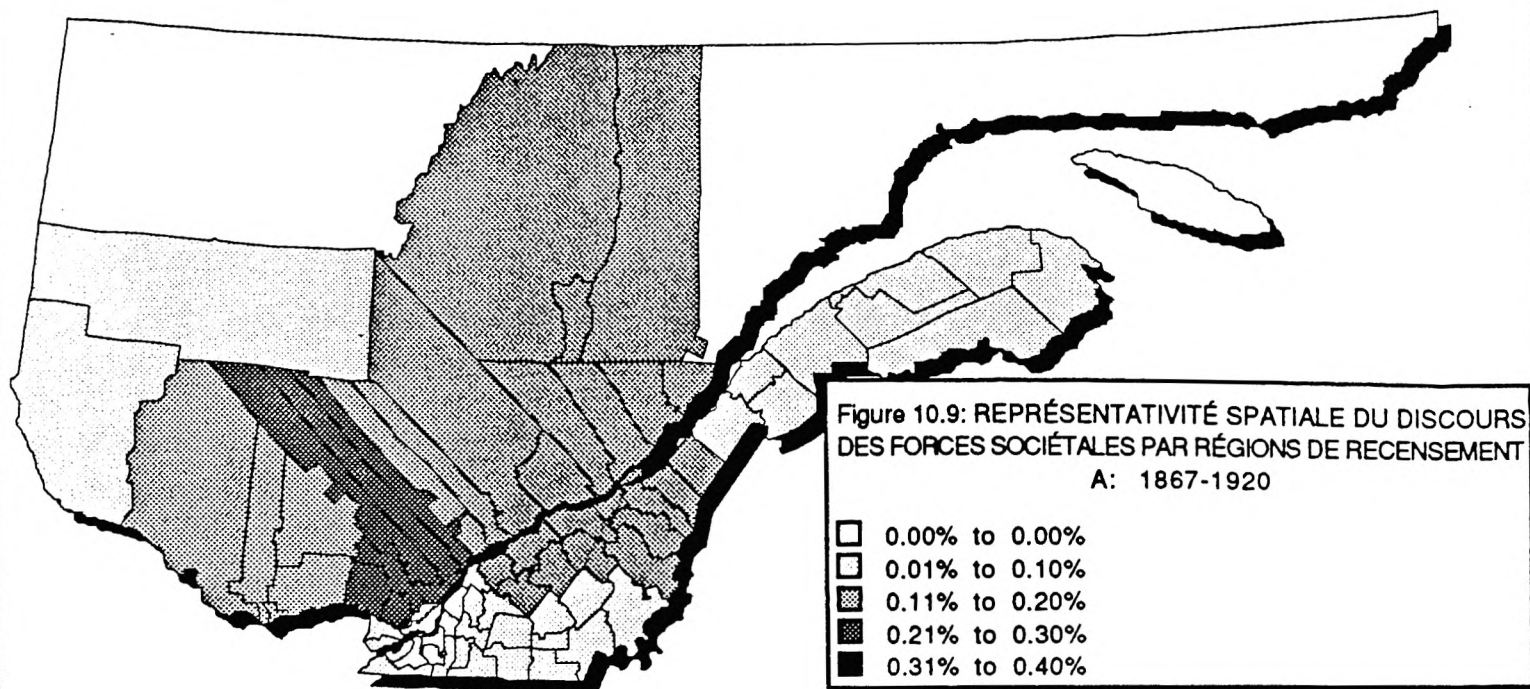 Figure 10.9: REPRÉSENTATIVITÉ SPATIALE DU DISCOURS
DES FORCES SOCIÉTALES PAR RÉGIONS DE RECENSEMENT
A: 1867-1920
0.00% to 0.00%
0.01% to 0.10%
0.11% to 0.20%
0.21% to 0.30%
0.31% to 0.40%